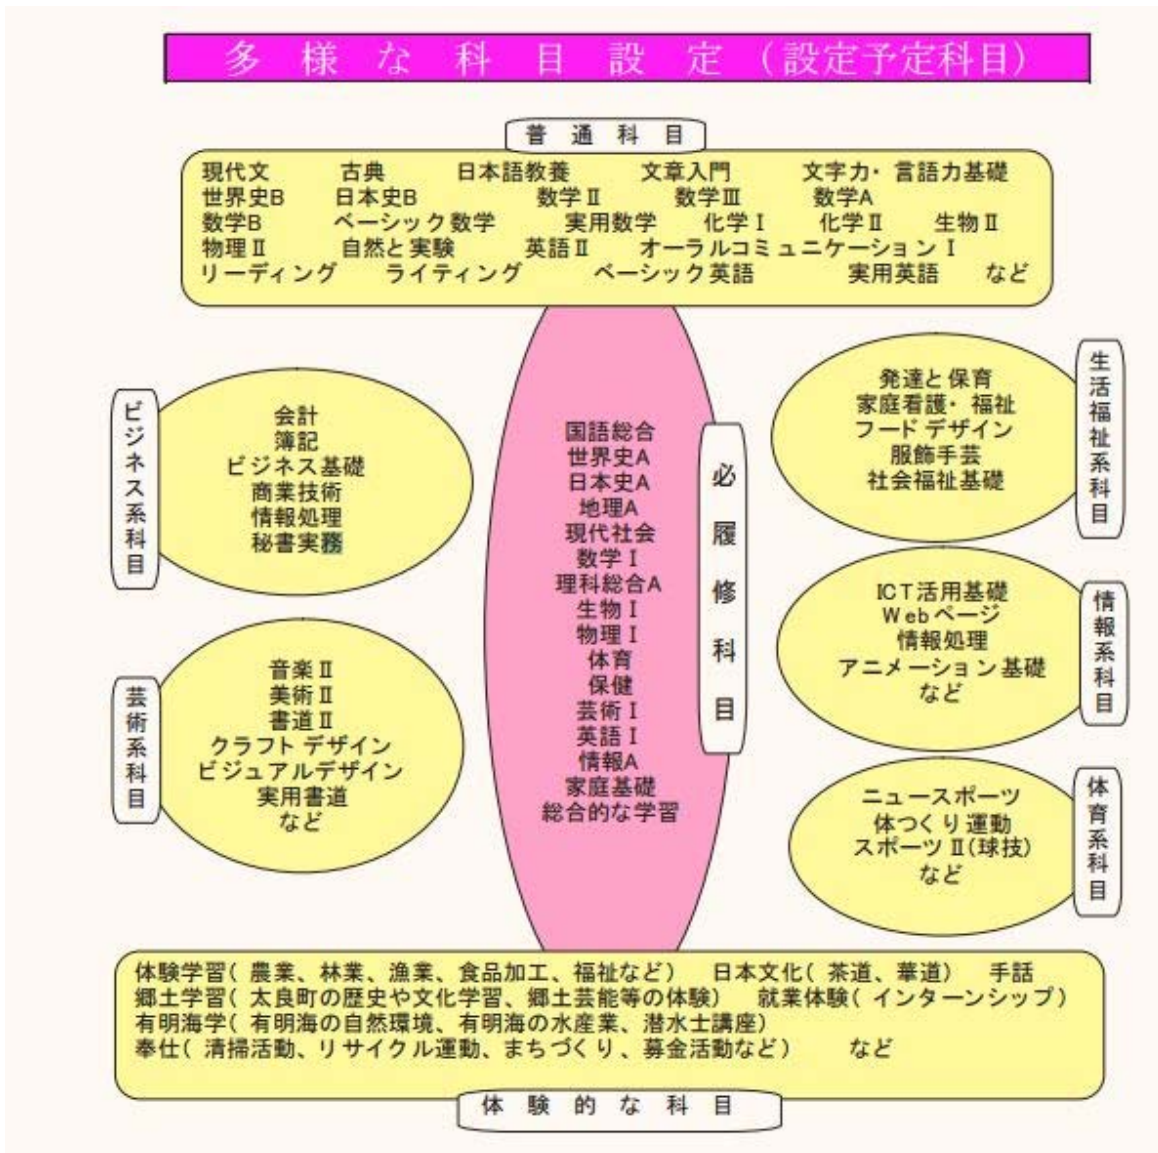 多様な科目設定(設定予定科目)
普通科目
現代文 古典 日本語教養 文章入門 文字力・言語力基礎
世界史B 日本史B 数学Ⅱ 数学Ⅲ 数学A
数学B ベーシック数学 実用数学 化学Ⅰ 化学Ⅱ 生物Ⅱ
物理Ⅱ 自然と実験 英語Ⅱ オーラルコミュニケーションⅠ
リーディング ライティング ベーシック英語 実用英語 など
ビジネス系科目
会計
簿記
ビジネス基礎
商業技術
情報処理
秘書実務
芸術系科目
音楽Ⅱ
美術Ⅱ
書道Ⅱ
クラフトデザイン
ビジュアルデザイン
実用書道
など
必履修科目
国語総合
世界史A
日本史A
地理A
現代社会
数学Ⅰ
理科総合A
生物Ⅰ
物理Ⅰ
体育
保健
芸術Ⅰ
英語Ⅰ
情報A
家庭基礎
総合的な学習
生活福祉系科目
発達と保育
家庭看護・福祉
フードデザイン
服飾手芸
社会福祉基礎
情報系科目
ICT活用基礎
Webページ
情報処理
アニメーション基礎
など
体育系科目
ニュースポーツ
体つくり運動
スポーツⅡ(球技)
など
体験学習(農業、林業、漁業、食品加工、福祉など) 日本文化(茶道、華道) 手話
郷土学習(太良町の歴史や文化学習、郷土芸能等の体験) 就業体験(インターンシップ)
有明海学(有明海の自然環境、有明海の水産業、潜水士講座)
奉仕(清掃活動、リサイクル運動、まちづくり、募金活動など) など
体験的な科目